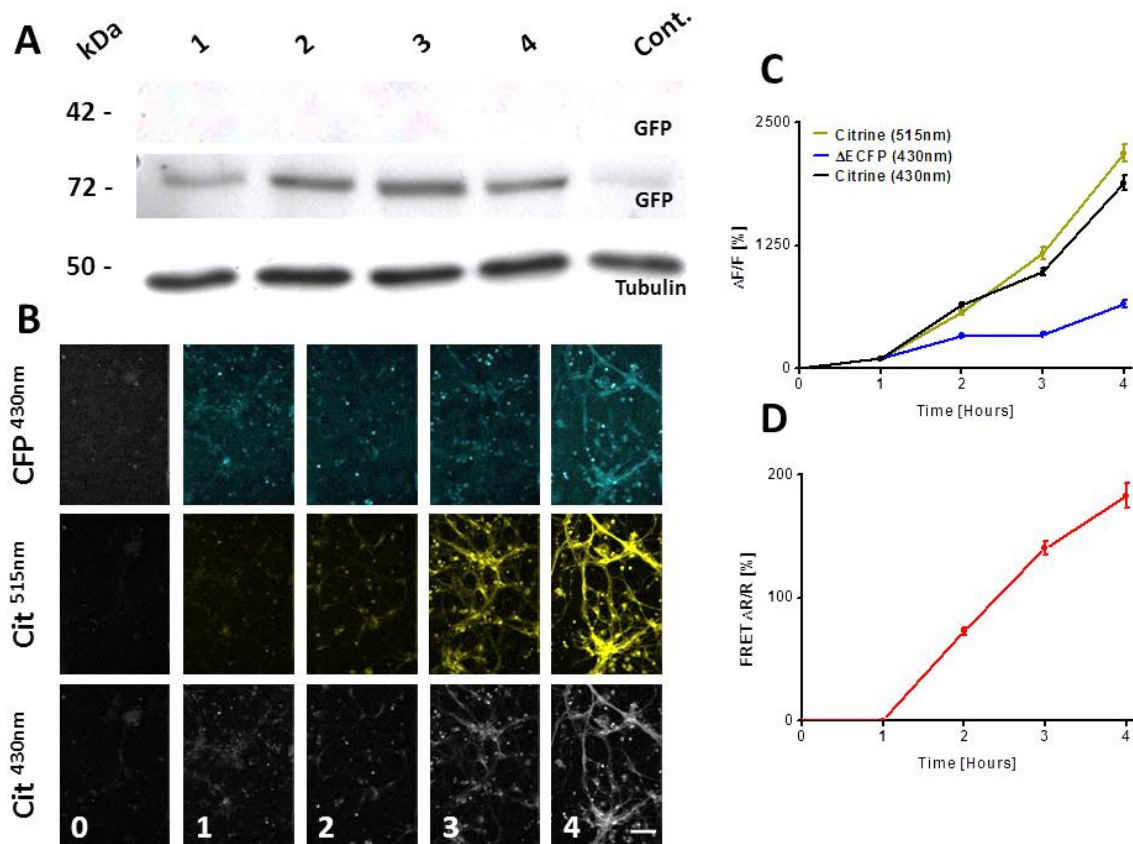 A
kDa
1 2 3 4 Cont.
42 -
GFP
72 -
GFP
50 -
Tubulin
B
CFP 430nm
Cit 515nm
Cit 430nm
0 1 2 3 4
C
ΔF/F [%]
2500
1250
0
Citrine (515nm)
ΔECFP (430nm)
Citrine (430nm)
0 1 2 3 4
Time [Hours]
D
FRET ΔR/R [%]
200
100
0
0 1 2 3 4
Time [Hours]